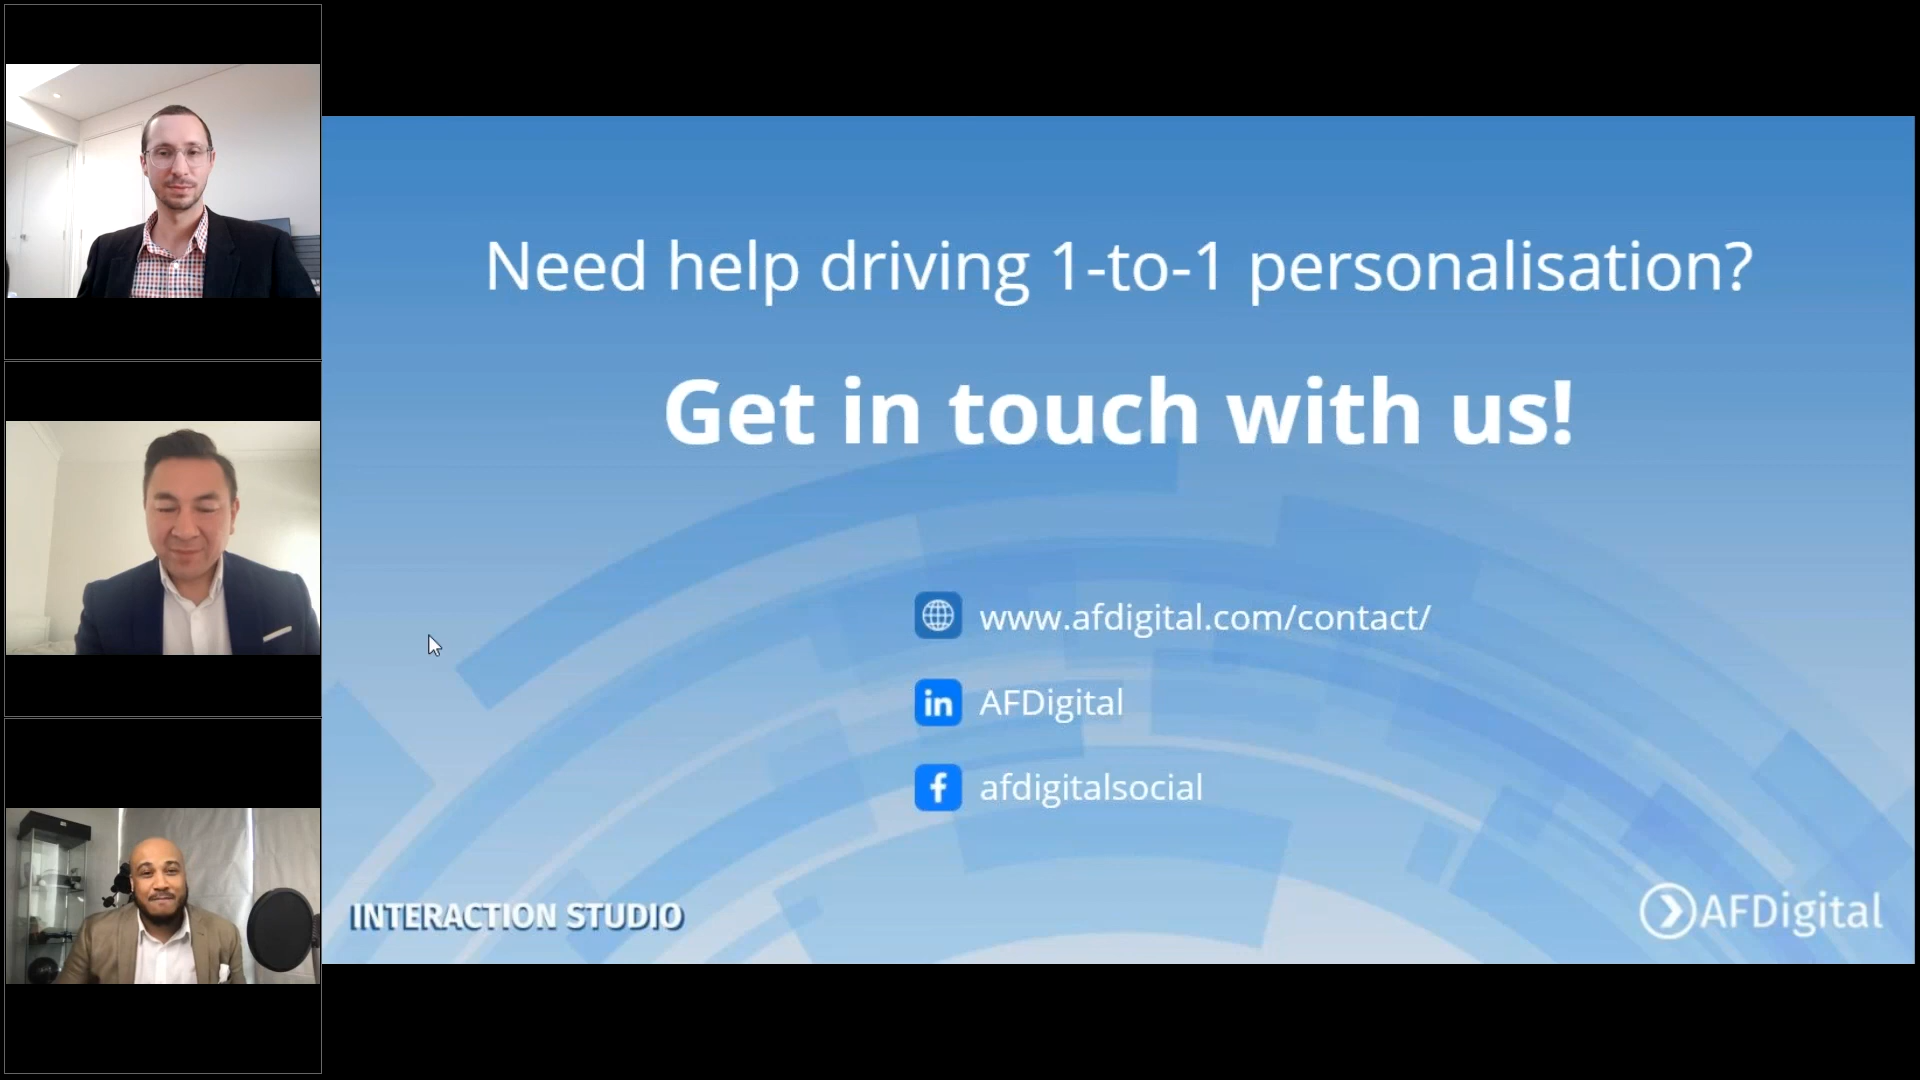 Need help driving 1-to-1 personalisation?
Get in touch with us!
www.afdigital.com/contact/
in AFDigital
f afdigitalsocial
INTERACTION STUDIO
AFDigital